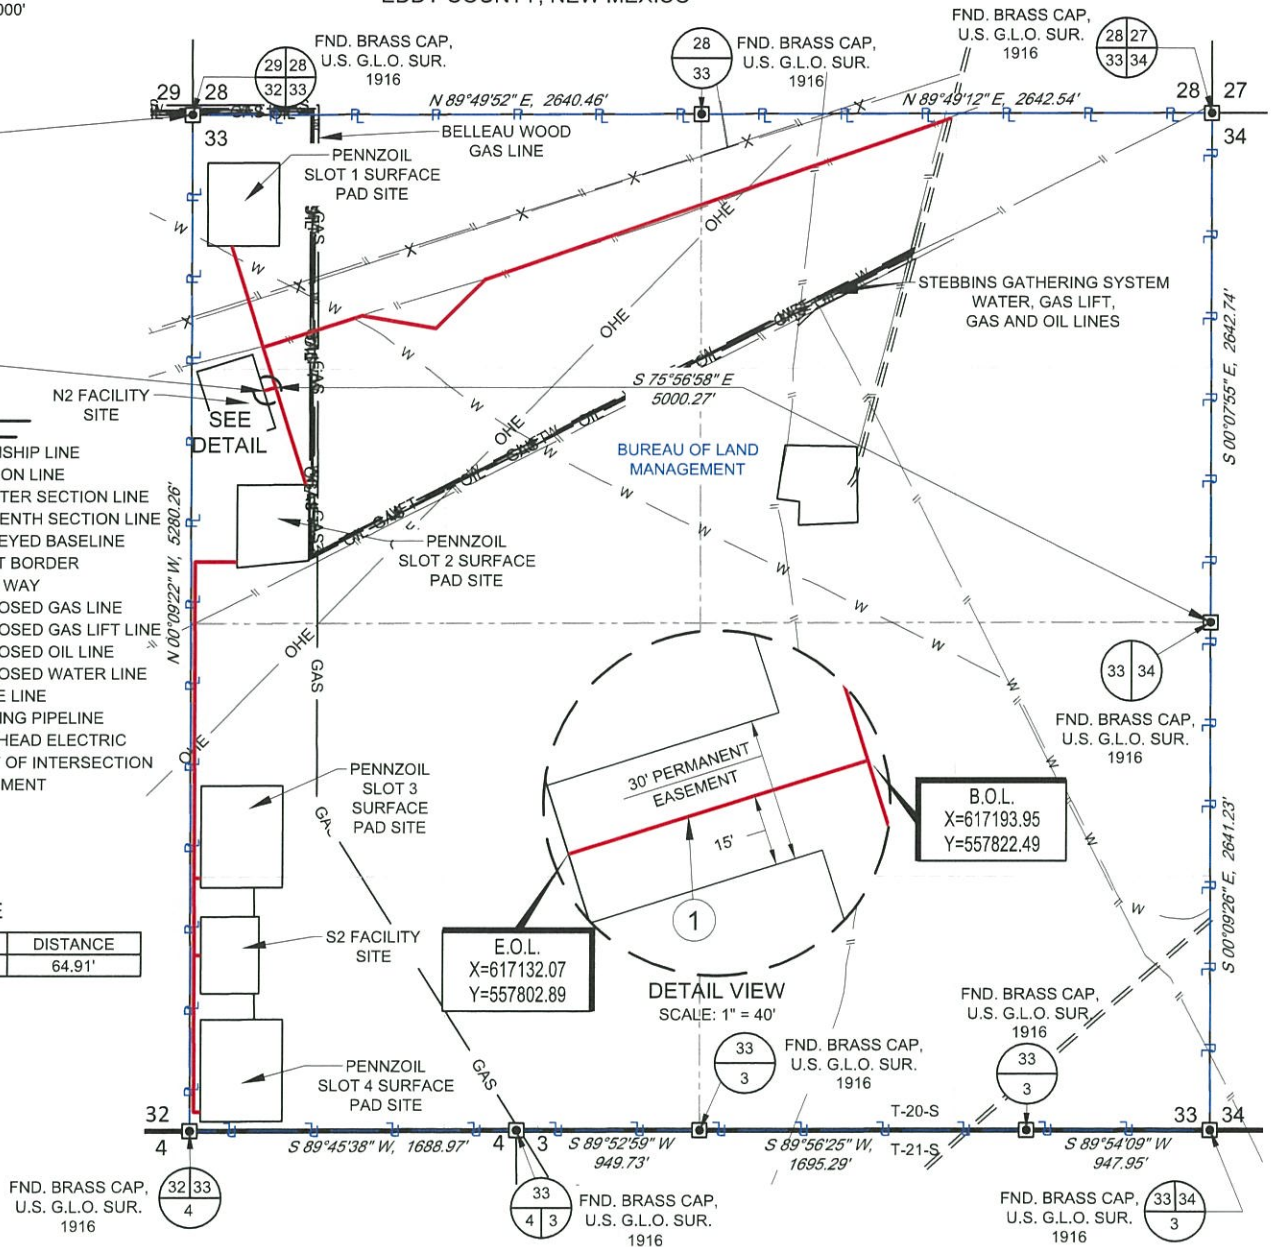 000'
EDDY COUNTY, NEW MEXICO
FND. BRASS CAP,
U.S. G.L.O. SUR.
1916
29 28
32 33
FND. BRASS CAP,
U.S. G.L.O. SUR.
1916
28
33
FND. BRASS CAP,
U.S. G.L.O. SUR.
1916
28 27
33 34
29 28
33
N 89°49'52" E, 2640.46'
N 89°49'12" E, 2642.54'
28 27
34
BELLEAU WOOD
GAS LINE
PENNZOIL
SLOT 1 SURFACE
PAD SITE
STEBBINS GATHERING SYSTEM
WATER, GAS LIFT,
GAS AND OIL LINES
OHE
OHE
OHE
S 75°56'58" E
5000.27'
S 00°07'55" E, 2642.74'
N2 FACILITY
SITE
SEE
DETAIL
BUREAU OF LAND
MANAGEMENT
NSHIP LINE
ON LINE
TER SECTION LINE
ENTH SECTION LINE
EYED BASELINE
T BORDER
WAY
OSED GAS LINE
OSED GAS LIFT LINE
OSED OIL LINE
OSED WATER LINE
E LINE
ING PIPELINE
HEAD ELECTRIC
OF INTERSECTION
MENT
N 00°09'22" W, 5280.26'
PENNZOIL
SLOT 2 SURFACE
PAD SITE
OHE
GAS
OHE
33 34
FND. BRASS CAP,
U.S. G.L.O. SUR.
1916
PENNZOIL
SLOT 3
SURFACE
PAD SITE
GAS
30' PERMANENT
EASEMENT
15'
1
B.O.L.
X=617193.95
Y=557822.49
S 00°09'26" E, 2641.23'
E
DISTANCE
64.91'
S2 FACILITY
SITE
E.O.L.
X=617132.07
Y=557802.89
DETAIL VIEW
SCALE: 1" = 40'
FND. BRASS CAP,
U.S. G.L.O. SUR.
1916
33
3
FND. BRASS CAP,
U.S. G.L.O. SUR.
1916
33
3
PENNZOIL
SLOT 4 SURFACE
PAD SITE
GAS
T-20-S
T-21-S
32
4
S 89°45'38" W, 1688.97'
4 3
S 89°52'59" W
949.73'
S 89°56'25" W
1695.29'
S 89°54'09" W
947.95'
33 34
FND. BRASS CAP,
U.S. G.L.O. SUR.
1916
32 33
4
33
4 3
FND. BRASS CAP,
U.S. G.L.O. SUR.
1916
FND. BRASS CAP,
U.S. G.L.O. SUR.
1916
33 34
3